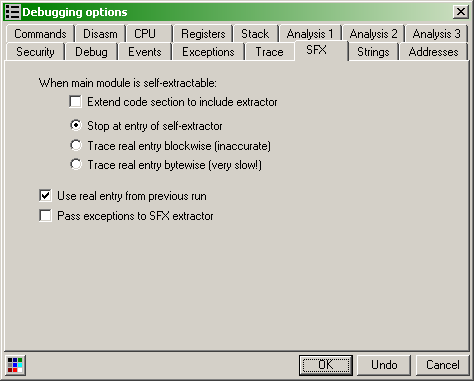 Debugging options
Commands Disasm CPU Registers Stack Analysis 1 Analysis 2 Analysis 3
Security Debug Events Exceptions Trace SFX Strings Addresses
When main module is self-extractable:
Extend code section to include extractor
Stop at entry of self-extractor
Trace real entry blockwise (inaccurate)
Trace real entry bytewise (very slow!)
Use real entry from previous run
Pass exceptions to SFX extractor
OK Undo Cancel